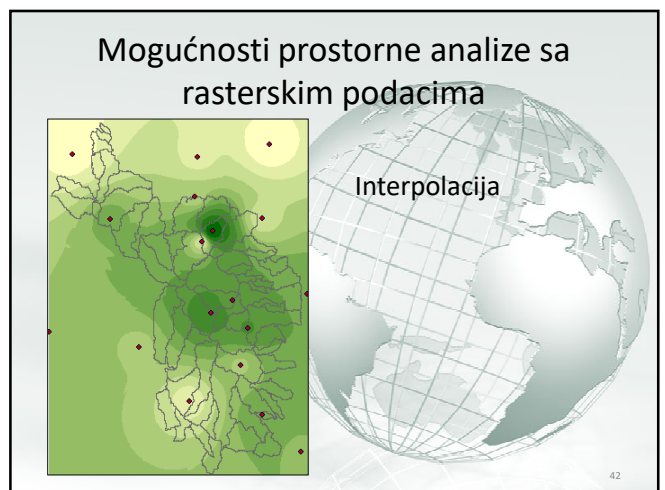 Mogućnosti prostorne analize sa
rasterskim podacima
Interpolacija
42